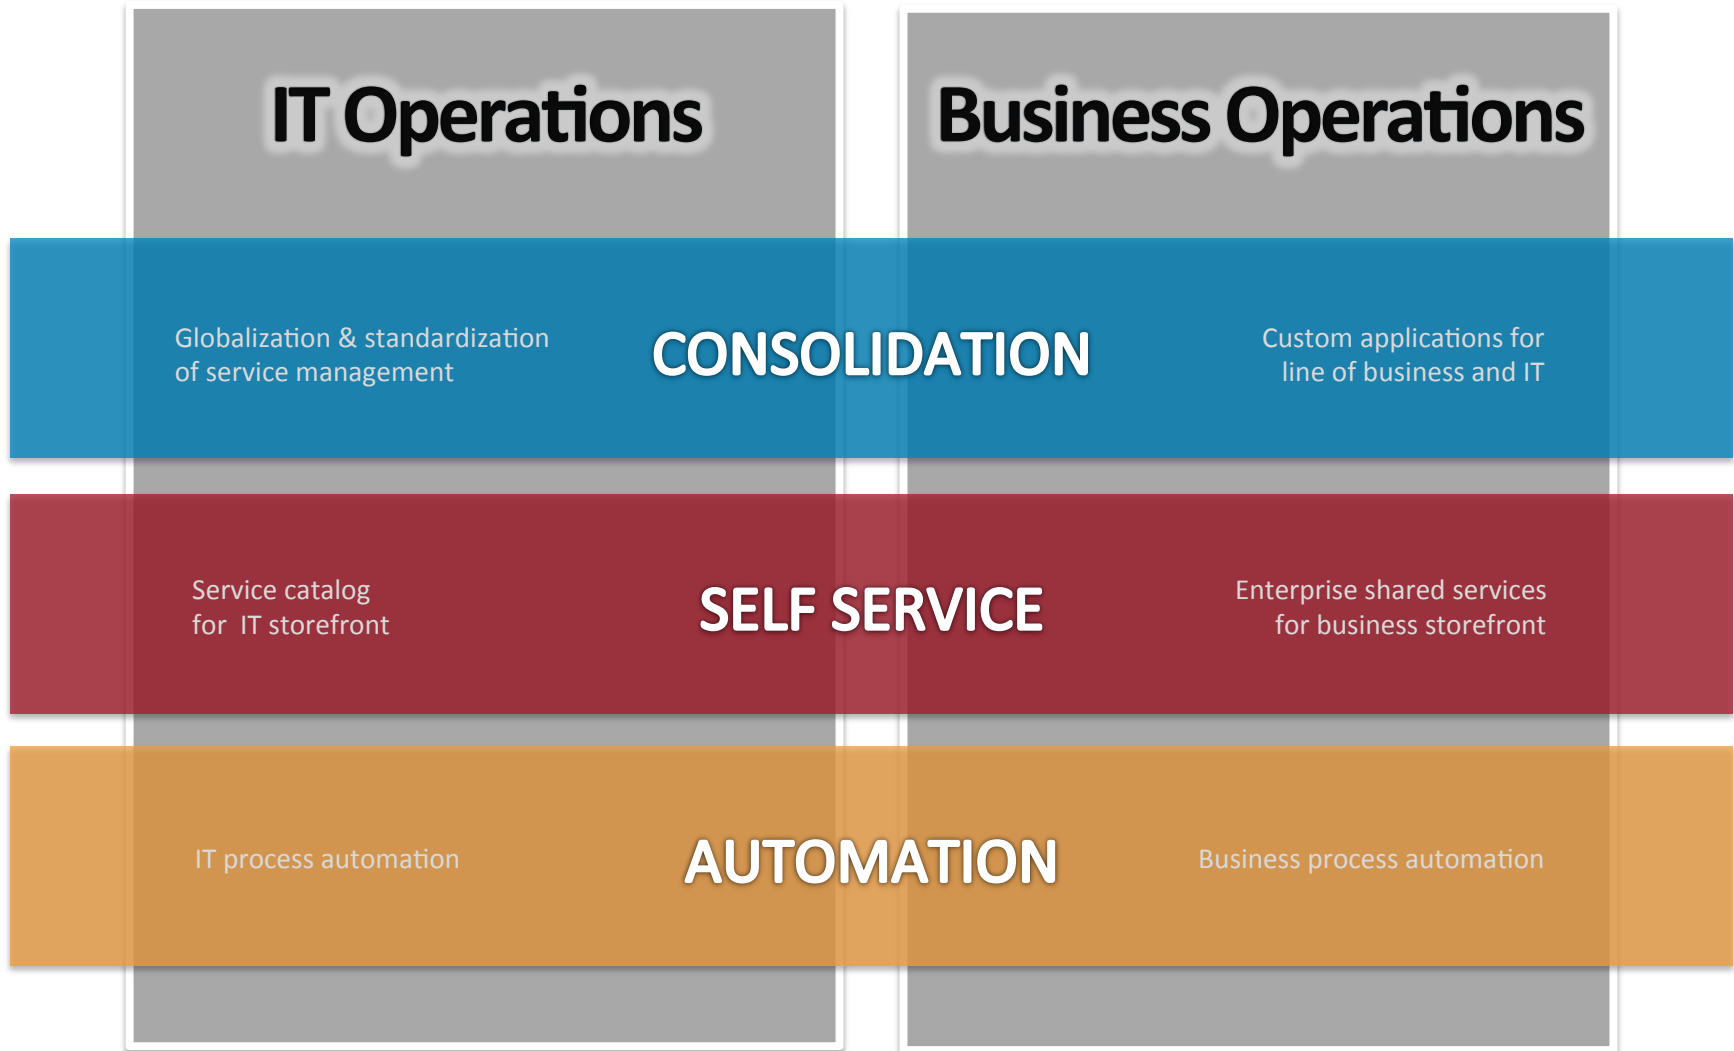 IT Operations
Business Operations
Globalization & standardization
of service management
CONSOLIDATION
Custom applications for
line of business and IT
Service catalog
for  IT storefront
SELF SERVICE
Enterprise shared services
for business storefront
IT process automation
AUTOMATION
Business process automation